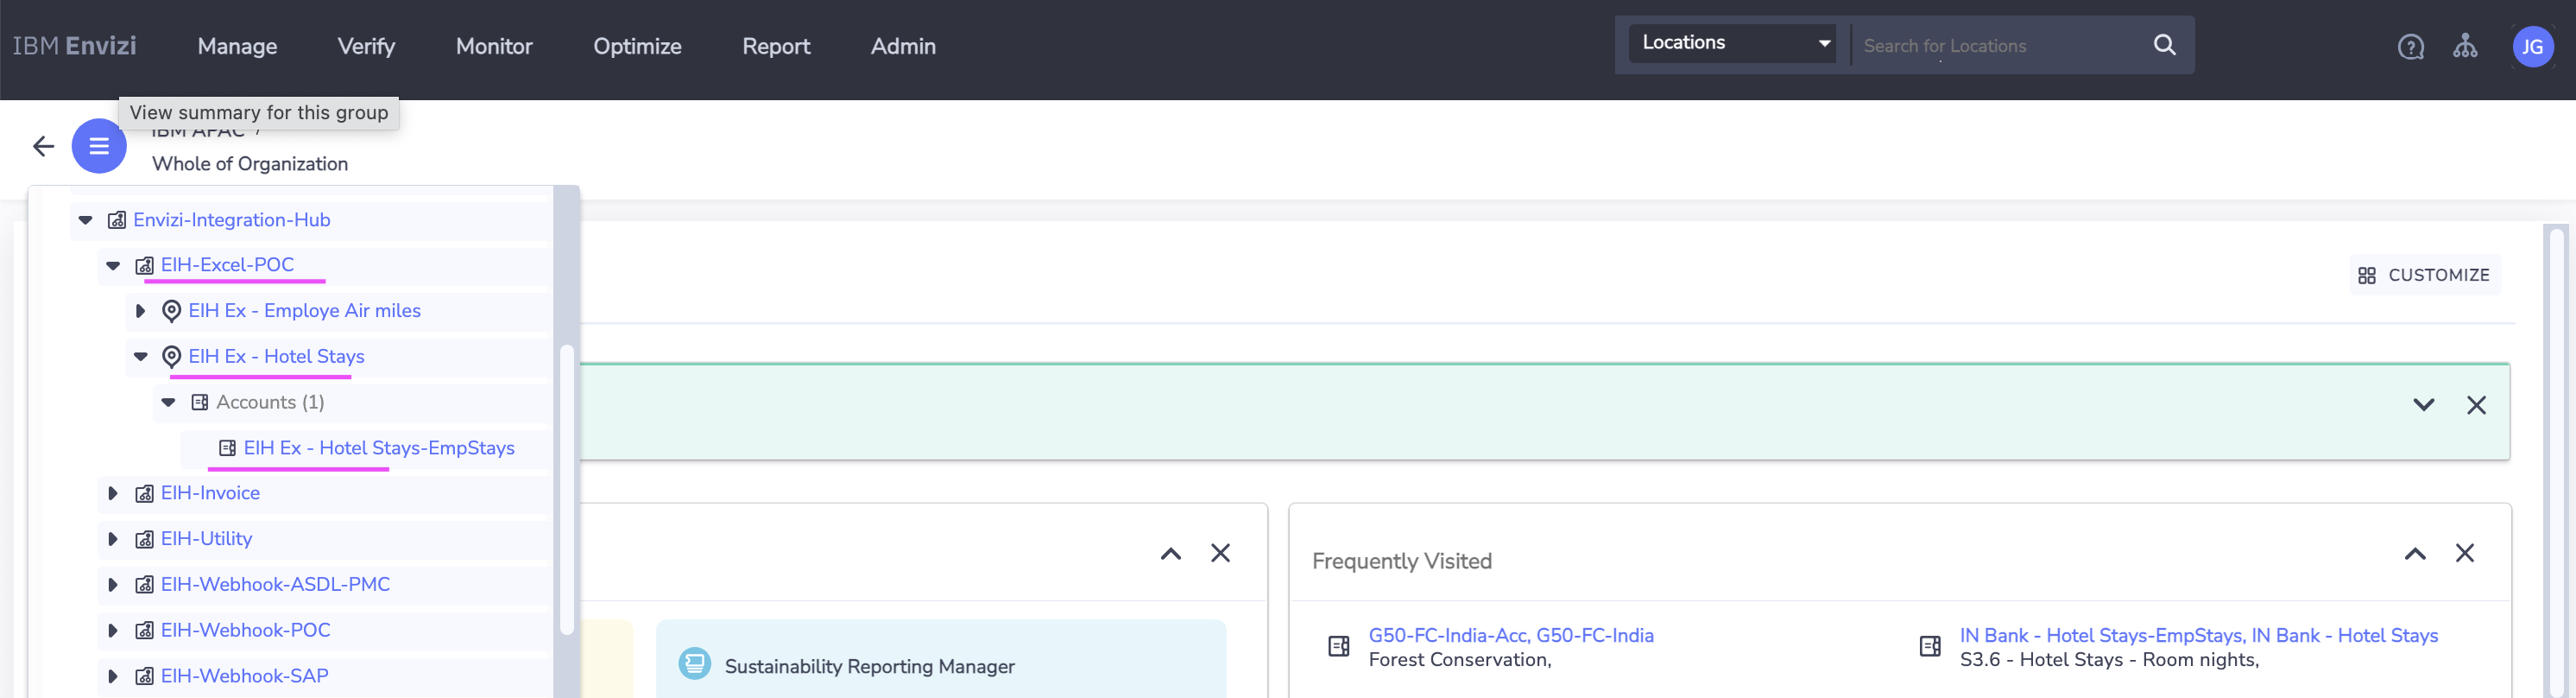 IBM Envizi
Manage
Verify
Monitor
Optimize
Report
Admin
Locations
Search for Locations
JG
View summary for this group
IBM APAC /
Whole of Organization
Envizi-Integration-Hub
EIH-Excel-POC
EIH Ex - Employe Air miles
EIH Ex - Hotel Stays
Accounts (1)
EIH Ex - Hotel Stays-EmpStays
EIH-Invoice
EIH-Utility
EIH-Webhook-ASDL-PMC
EIH-Webhook-POC
EIH-Webhook-SAP
CUSTOMIZE
Sustainability Reporting Manager
Frequently Visited
G50-FC-India-Acc, G50-FC-India
Forest Conservation,
IN Bank - Hotel Stays-EmpStays, IN Bank - Hotel Stays
S3.6 - Hotel Stays - Room nights,